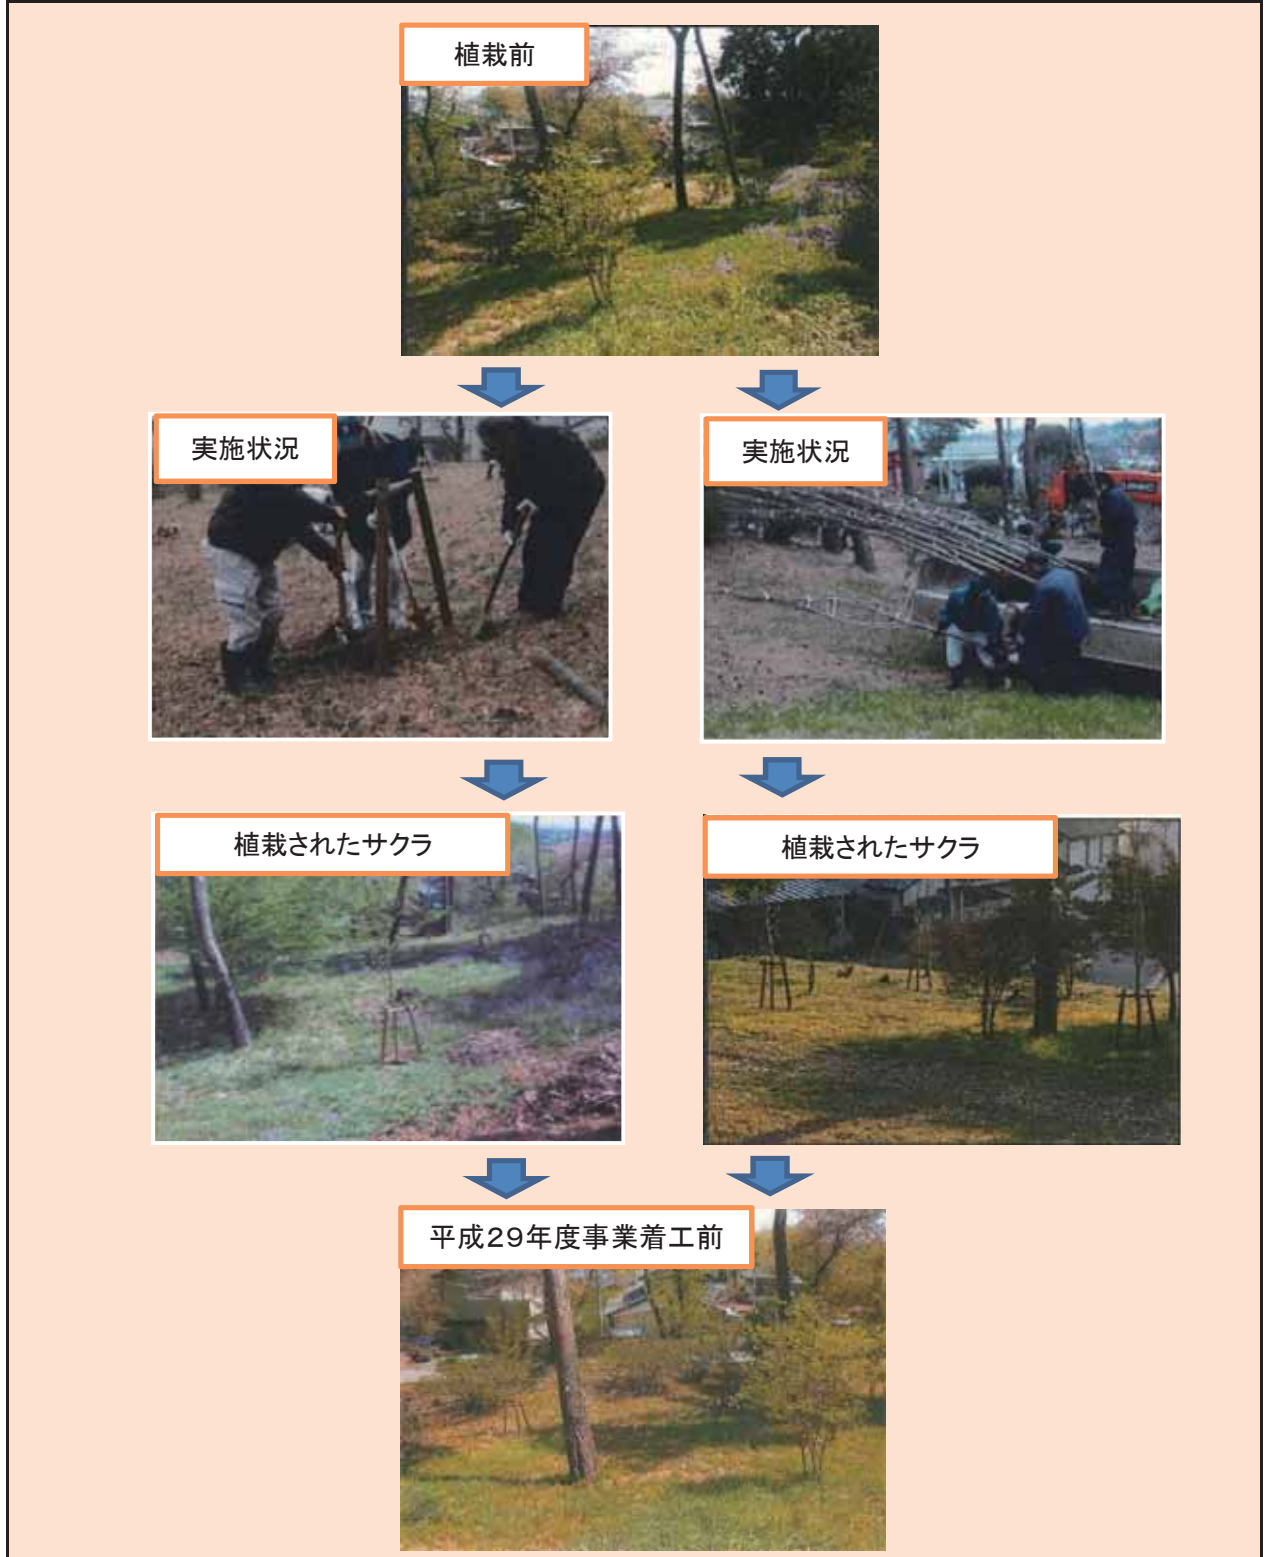 植栽前
実施状況
実施状況
植栽されたサクラ
植栽されたサクラ
平成29年度事業着工前